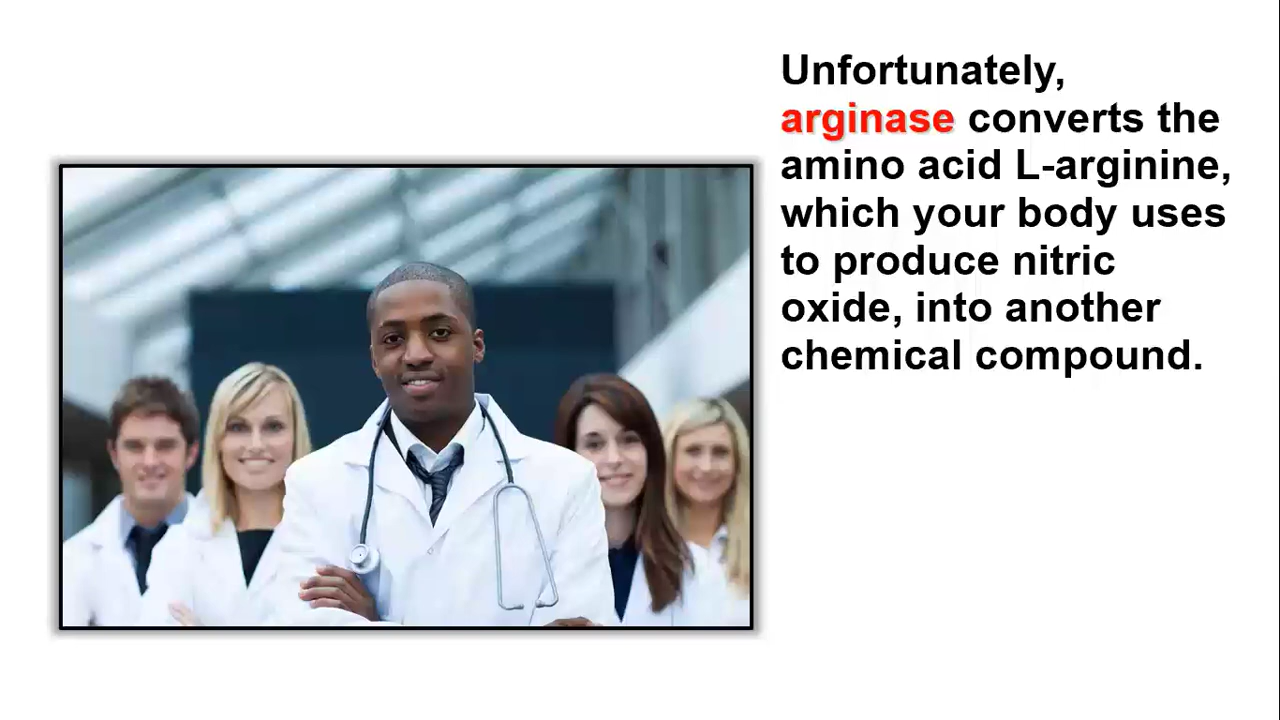 Unfortunately,
arginase converts the
amino acid L-arginine,
which your body uses
to produce nitric
oxide, into another
chemical compound.